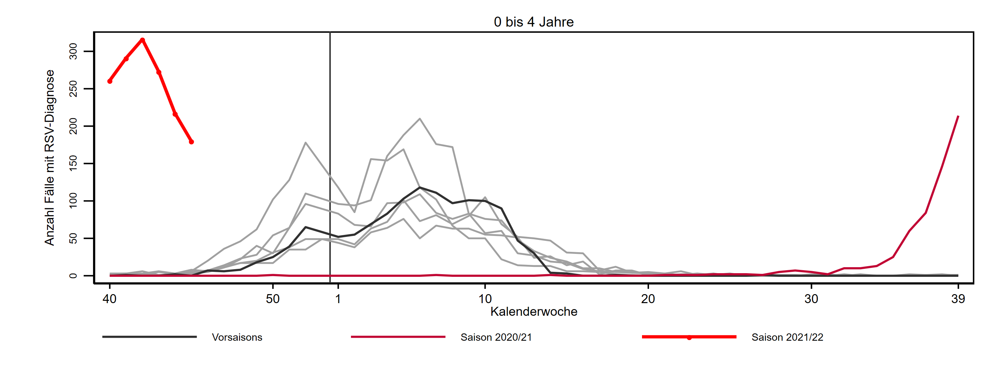 0 bis 4 Jahre
Anzahl Fälle mit RSV-Diagnose
300
250
200
150
100
50
0
40 50 1 10 20 30 39
Kalenderwoche
Vorsaisons Saison 2020/21 Saison 2021/22